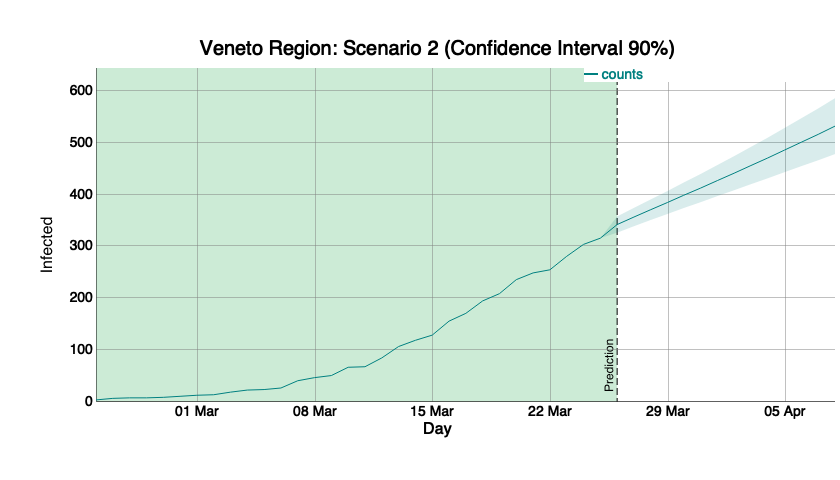 Veneto Region: Scenario 2 (Confidence Interval 90%)
counts
600
500
400
300
200
100
0
Infected
Prediction
01 Mar
08 Mar
15 Mar
22 Mar
29 Mar
05 Apr
Day